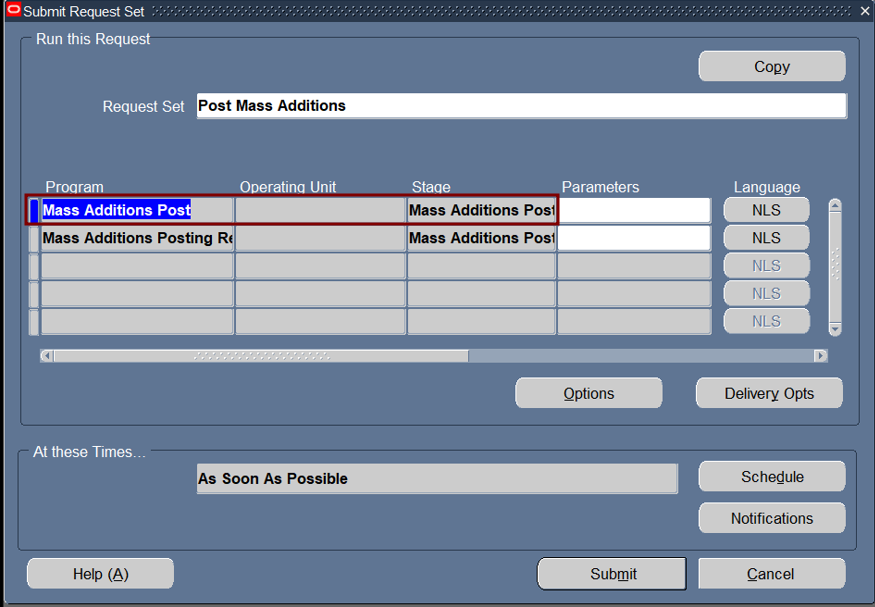 Submit Request Set
Run this Request
Copy
Request Set Post Mass Additions
Program Operating Unit Stage Parameters Language
Mass Additions Post Mass Additions Post NLS
Mass Additions Posting Re Mass Additions Post NLS
NLS
NLS
NLS
Options Delivery Opts
At these Times...
As Soon As Possible Schedule
Notifications
Help (A) Submit Cancel